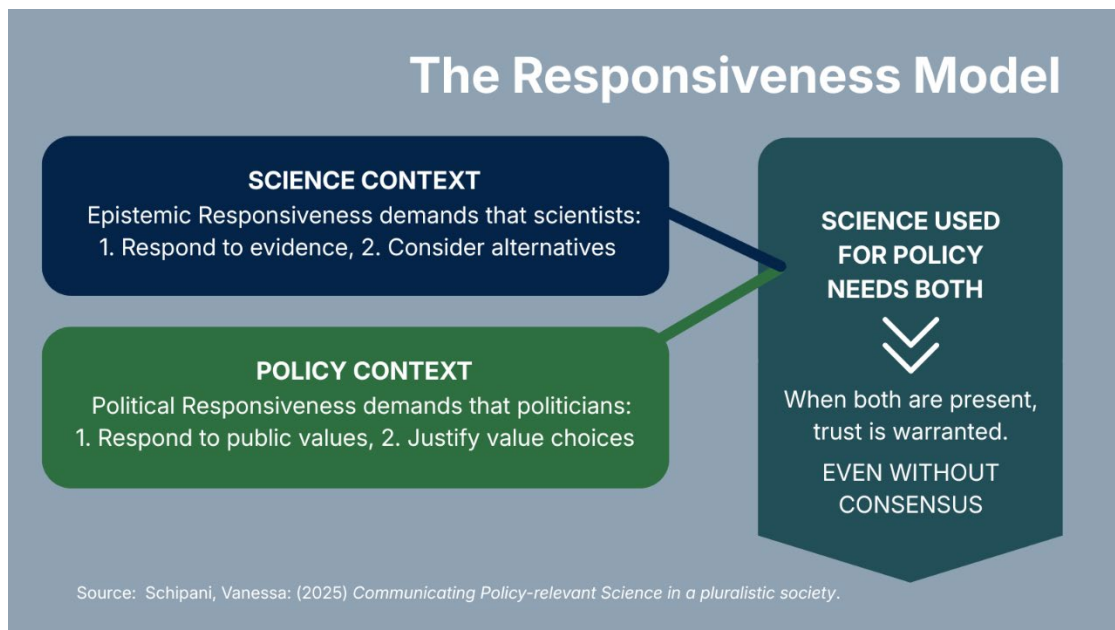 The Responsiveness Model
SCIENCE CONTEXT
Epistemic Responsiveness demands that scientists:
1. Respond to evidence, 2. Consider alternatives
POLICY CONTEXT
Political Responsiveness demands that politicians:
1. Respond to public values, 2. Justify value choices
SCIENCE USED
FOR POLICY
NEEDS BOTH
When both are present,
trust is warranted.
EVEN WITHOUT
CONSENSUS
Source: Schipani, Vanessa: (2025) Communicating Policy-relevant Science in a pluralistic society.